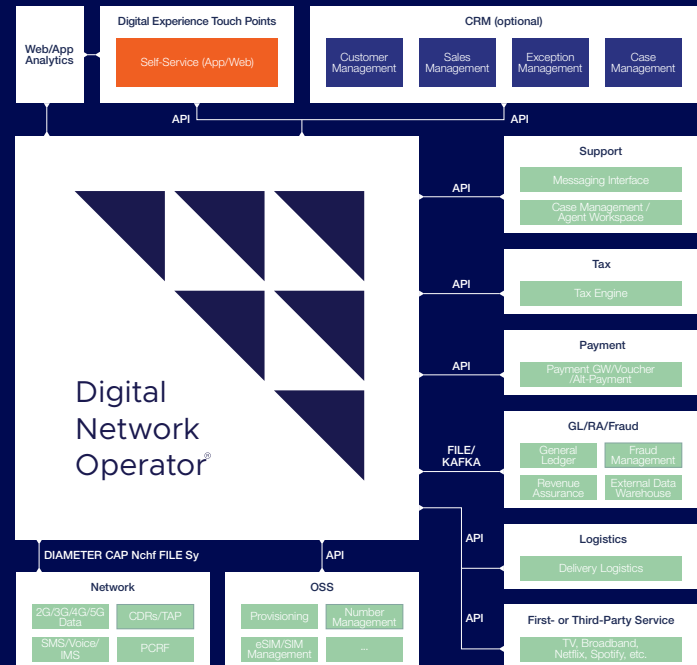 Web/App
Analytics
Digital Experience Touch Points
Self-Service (App/Web)
CRM (optional)
Customer
Management
Sales
Management
Exception
Management
Case
Management
API
API
Digital
Network
Operator®
API
Support
Messaging Interface
Case Management /
Agent Workspace
API
Tax
Tax Engine
API
Payment
Payment GW/Voucher
/Alt-Payment
FILE/
KAFKA
GL/RA/Fraud
General
Ledger
Fraud
Management
Revenue
Assurance
External Data
Warehouse
API
Logistics
Delivery Logistics
API
First- or Third-Party Service
TV, Broadband,
Netflix, Spotify, etc.
DIAMETER CAP Nchf FILE Sy
API
Network
2G/3G/4G/5G
Data
CDRs/TAP
SMS/Voice/
IMS
PCRF
OSS
Provisioning
Number
Management
eSIM/SIM
Management
...